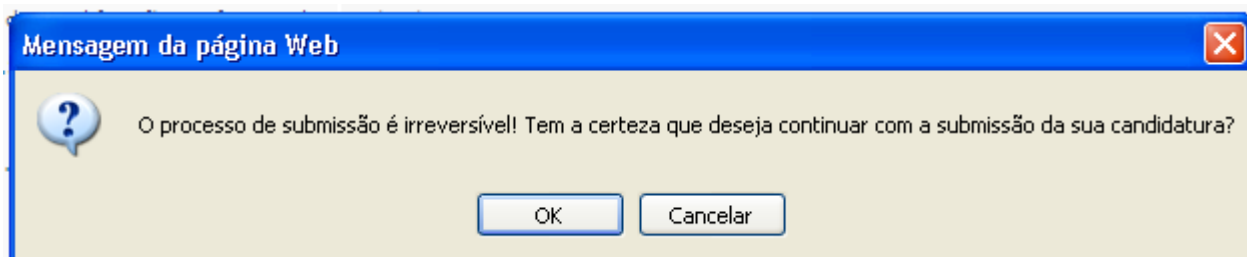 Mensagem da página Web
O processo de submissão é irreversível! Tem a certeza que deseja continuar com a submissão da sua candidatura?
OK
Cancelar